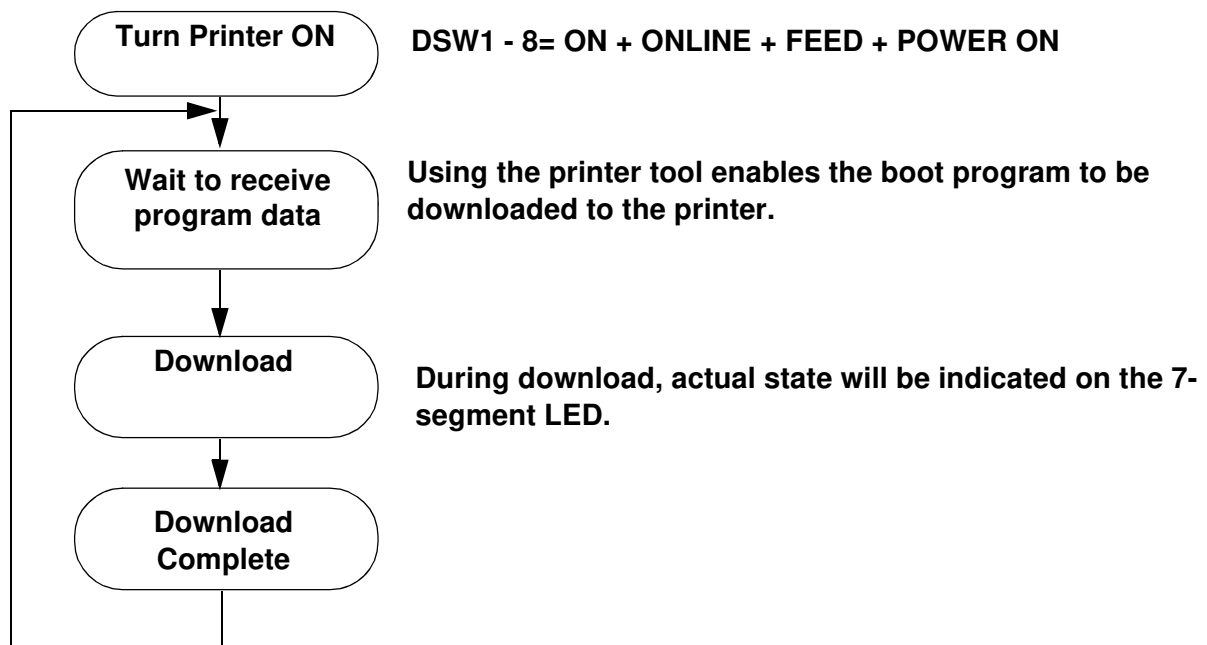 Turn Printer ON
DSW1 - 8= ON + ONLINE + FEED + POWER ON
Wait to receive
program data
Using the printer tool enables the boot program to be
downloaded to the printer.
Download
During download, actual state will be indicated on the 7-
segment LED.
Download
Complete